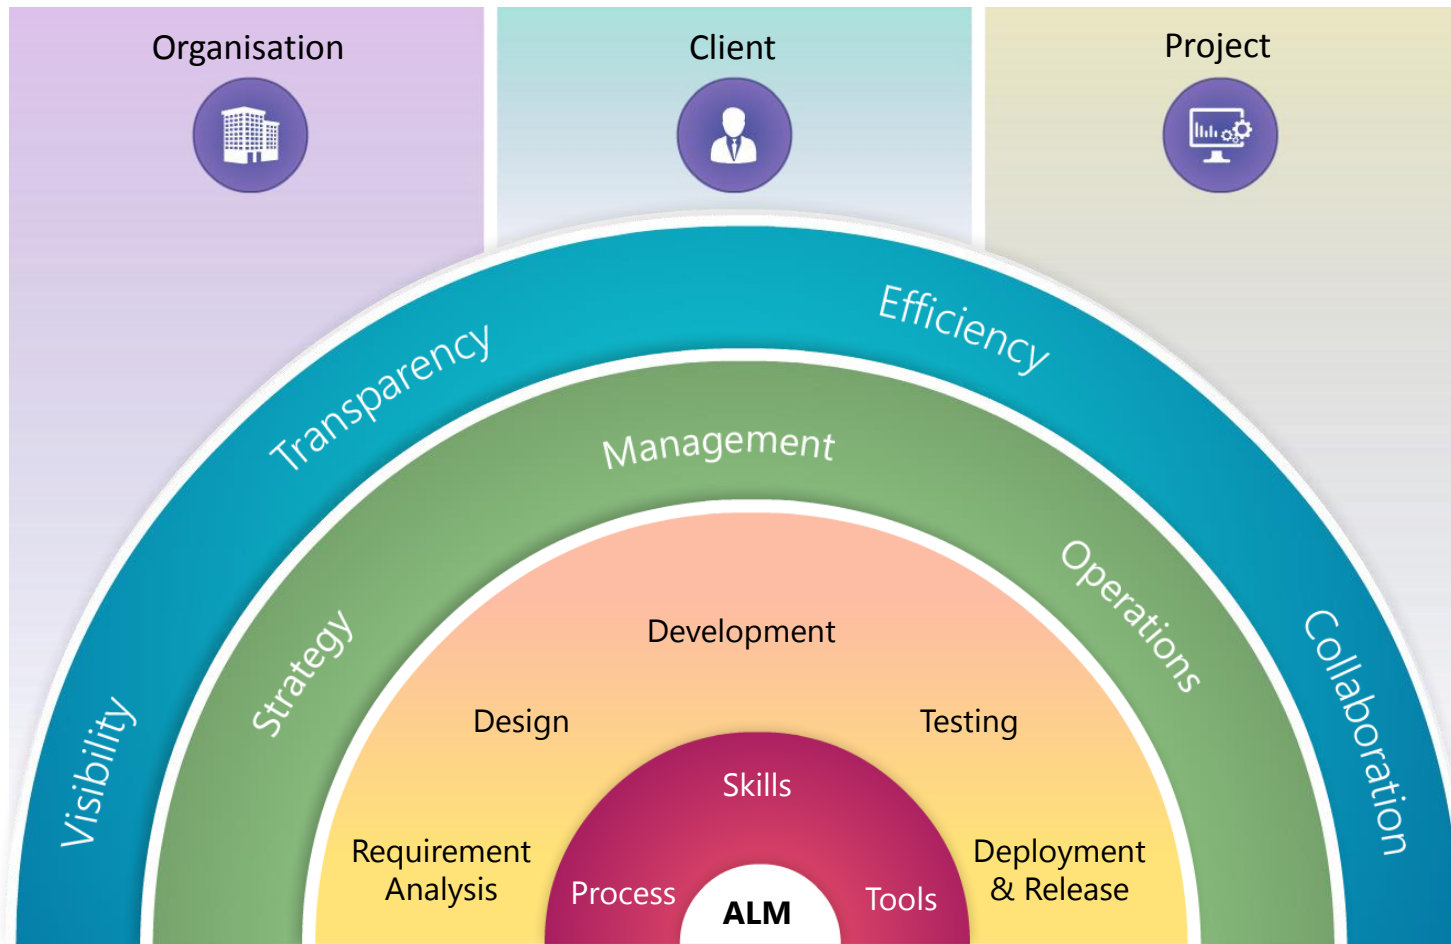 Organisation
Client
Project
Visibility
Transparency
Efficiency
Collaboration
Strategy
Management
Operations
Requirement
Analysis
Design
Development
Testing
Deployment
& Release
Process
Skills
Tools
ALM